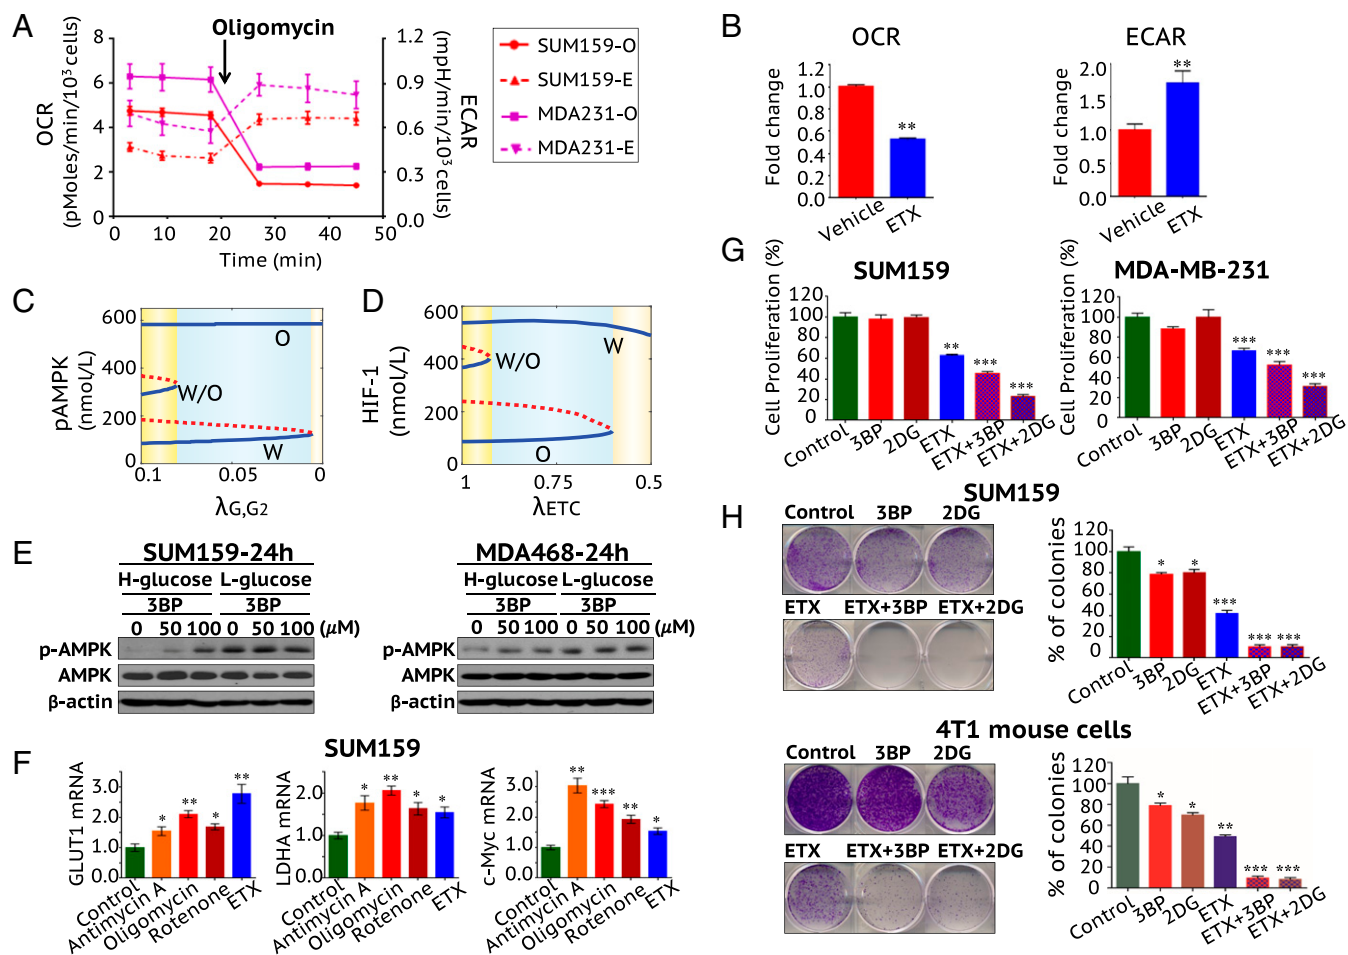 A
Oligomycin
8
6
4
2
0
OCR
(pMoles/min/10³ cells)
1.2
0.9
0.6
0.3
0.0
ECAR
(mpH/min/10³ cells)
0 10 20 30 40 50
Time (min)
SUM159-O
SUM159-E
MDA231-O
MDA231-E
B
OCR
Fold change
1.2
1.0
0.8
0.6
0.4
0.2
0.0
**
Vehicle
ETX
ECAR
Fold change
2.0
1.5
1.0
0.5
0.0
**
Vehicle
ETX
C
pAMPK
(nmol/L)
600
400
200
0
O
W/O
W
0.1 0.05 0
λG,G2
D
HIF-1
(nmol/L)
600
400
200
0
W
W/O
O
1 0.75 0.5
λETC
E
SUM159-24h
H-glucose L-glucose
3BP 3BP
0 50 100 0 50 100 (μM)
p-AMPK
AMPK
β-actin
MDA468-24h
H-glucose L-glucose
3BP 3BP
0 50 100 0 50 100 (μM)
p-AMPK
AMPK
β-actin
F
SUM159
GLUT1 mRNA
3.0
2.0
1.0
0.0
* ** * **
Control
Antimycin A
Oligomycin
Rotenone
ETX
LDHA mRNA
2.0
1.0
0.0
* ** * *
Control
Antimycin A
Oligomycin
Rotenone
ETX
c-Myc mRNA
3.0
2.0
1.0
0.0
** *** ** *
Control
Antimycin A
Oligomycin
Rotenone
ETX
G
SUM159
Cell Proliferation (%)
120
100
80
60
40
20
0
** *** ***
Control
3BP
2DG
ETX
ETX+3BP
ETX+2DG
MDA-MB-231
Cell Proliferation (%)
120
100
80
60
40
20
0
*** *** ***
Control
3BP
2DG
ETX
ETX+3BP
ETX+2DG
H
SUM159
Control 3BP 2DG
ETX ETX+3BP ETX+2DG
% of colonies
120
100
80
60
40
20
0
* * *** *** ***
Control
3BP
2DG
ETX
ETX+3BP
ETX+2DG
4T1 mouse cells
Control 3BP 2DG
ETX ETX+3BP ETX+2DG
% of colonies
120
100
80
60
40
20
0
* * ** *** ***
Control
3BP
2DG
ETX
ETX+3BP
ETX+2DG